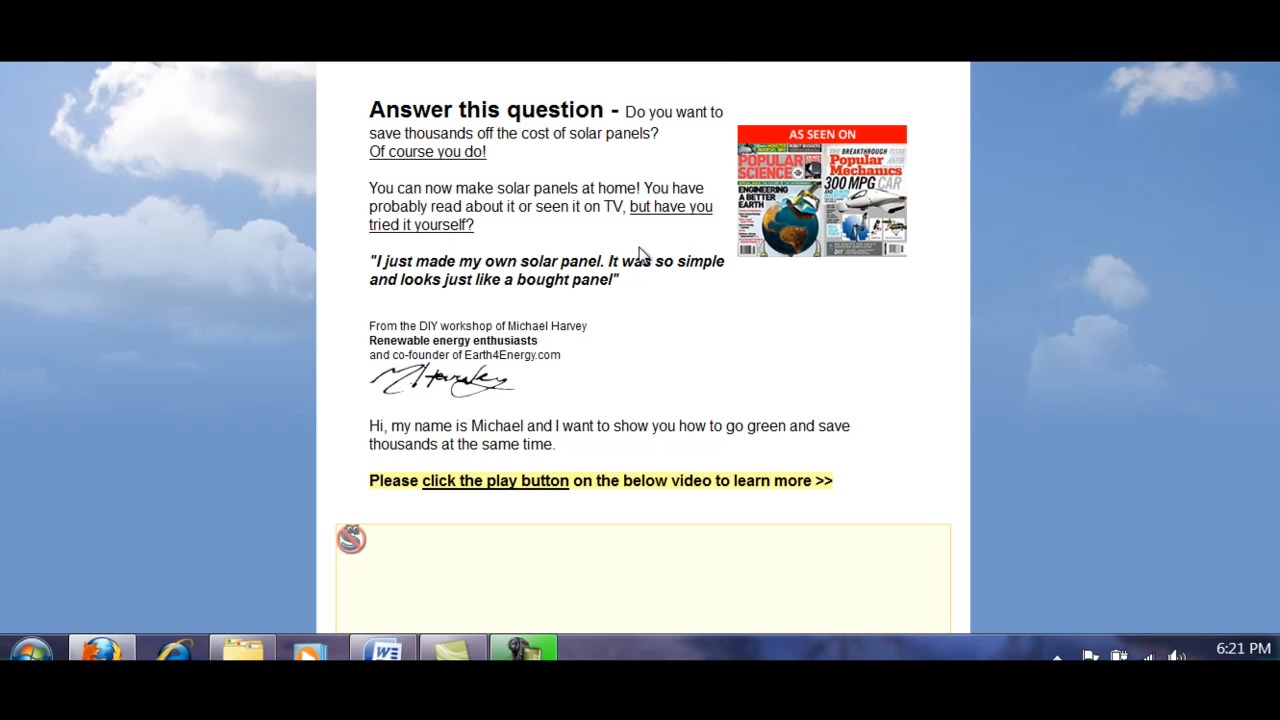 Answer this question - Do you want to
save thousands off the cost of solar panels?
Of course you do!
AS SEEN ON
POPULAR
SCIENCE
ENGINEERING
A BETTER
EARTH
THE BREAKTHROUGH ISSUE
Popular
Mechanics
300 MPG CAR
You can now make solar panels at home! You have
probably read about it or seen it on TV, but have you
tried it yourself?
"I just made my own solar panel. It was so simple
and looks just like a bought panel"
From the DIY workshop of Michael Harvey
Renewable energy enthusiasts
and co-founder of Earth4Energy.com
M Harvey
Hi, my name is Michael and I want to show you how to go green and save
thousands at the same time.
Please click the play button on the below video to learn more >>
6:21 PM